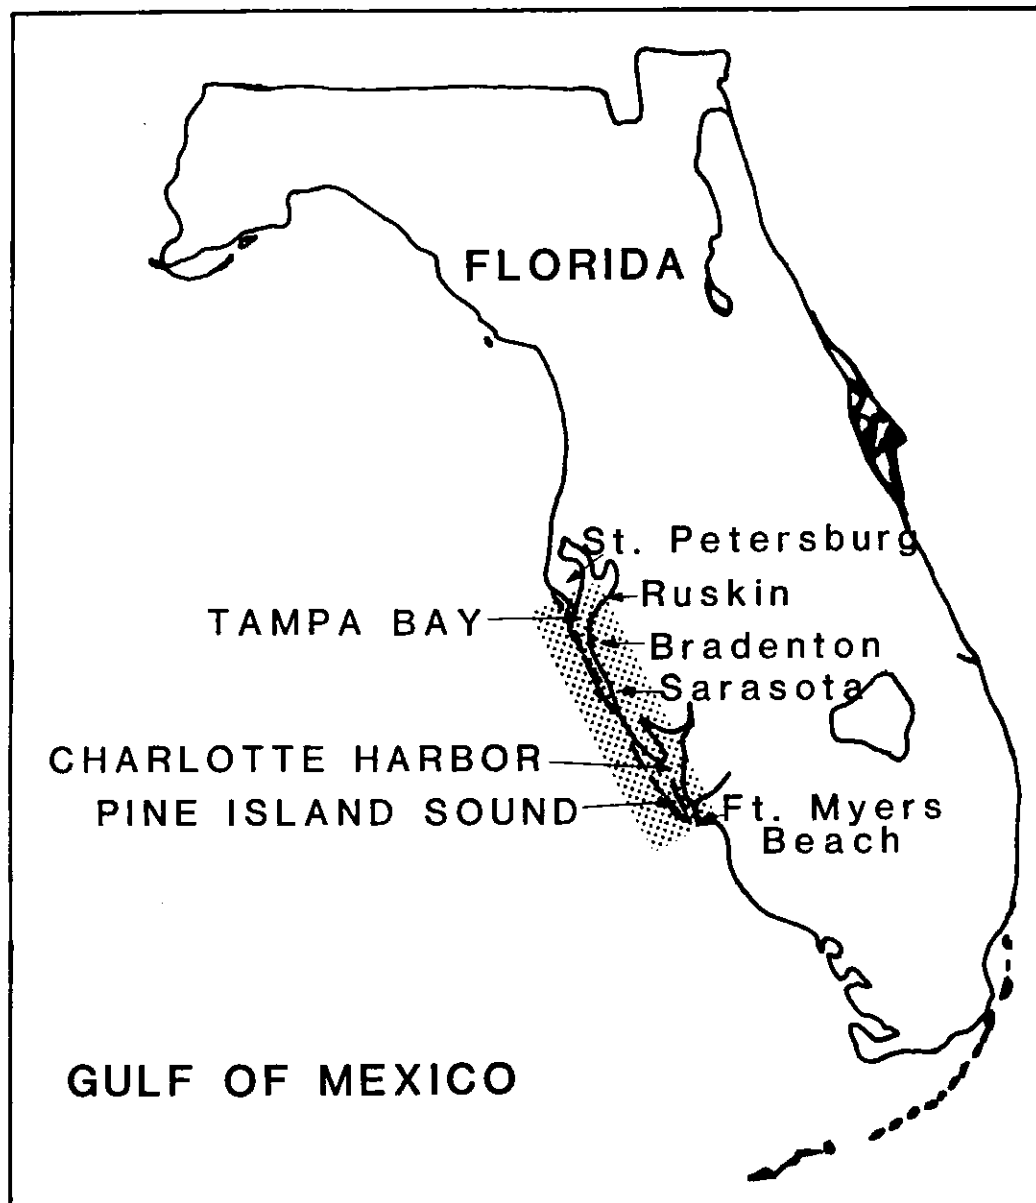 FLORIDA
St. Petersburg
Ruskin
TAMPA BAY
Bradenton
Sarasota
CHARLOTTE HARBOR
PINE ISLAND SOUND
Ft. Myers
Beach
GULF OF MEXICO